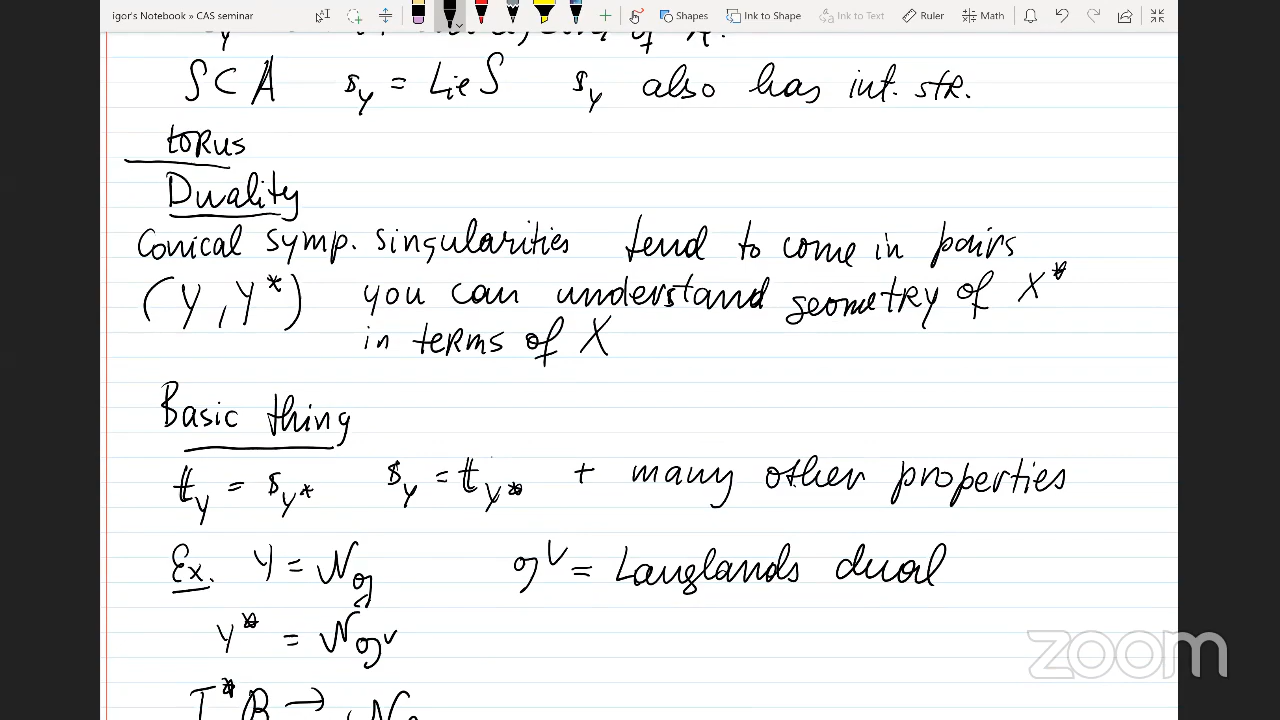 igor's Notebook » CAS seminar
Shapes Ink to Shape Ink to Text Ruler Math
of X.
S ⊂ A 𝔰_Y = Lie S 𝔰_Y also has int. str.
torus
Duality
Conical symp. singularities tend to come in pairs
(Y, Y*) you can understand geometry of X*
in terms of X
Basic thing
𝔱_Y = 𝔰_Y* 𝔰_Y = 𝔱_Y* + many other properties
Ex. Y = N_𝔤 𝔤^∨ = Langlands dual
Y* = N_𝔤^∨
T*B → N
zoom